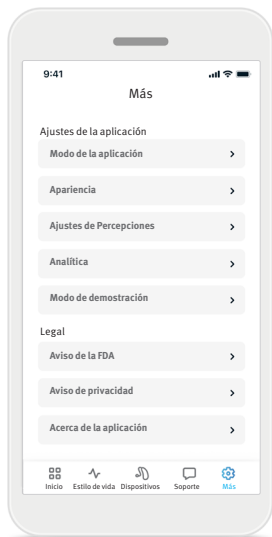 9:41
Más
Ajustes de la aplicación
Modo de la aplicación
Apariencia
Ajustes de Percepciones
Analítica
Modo de demostración
Legal
Aviso de la FDA
Aviso de privacidad
Acerca de la aplicación
Inicio Estilo de vida Dispositivos Soporte Más